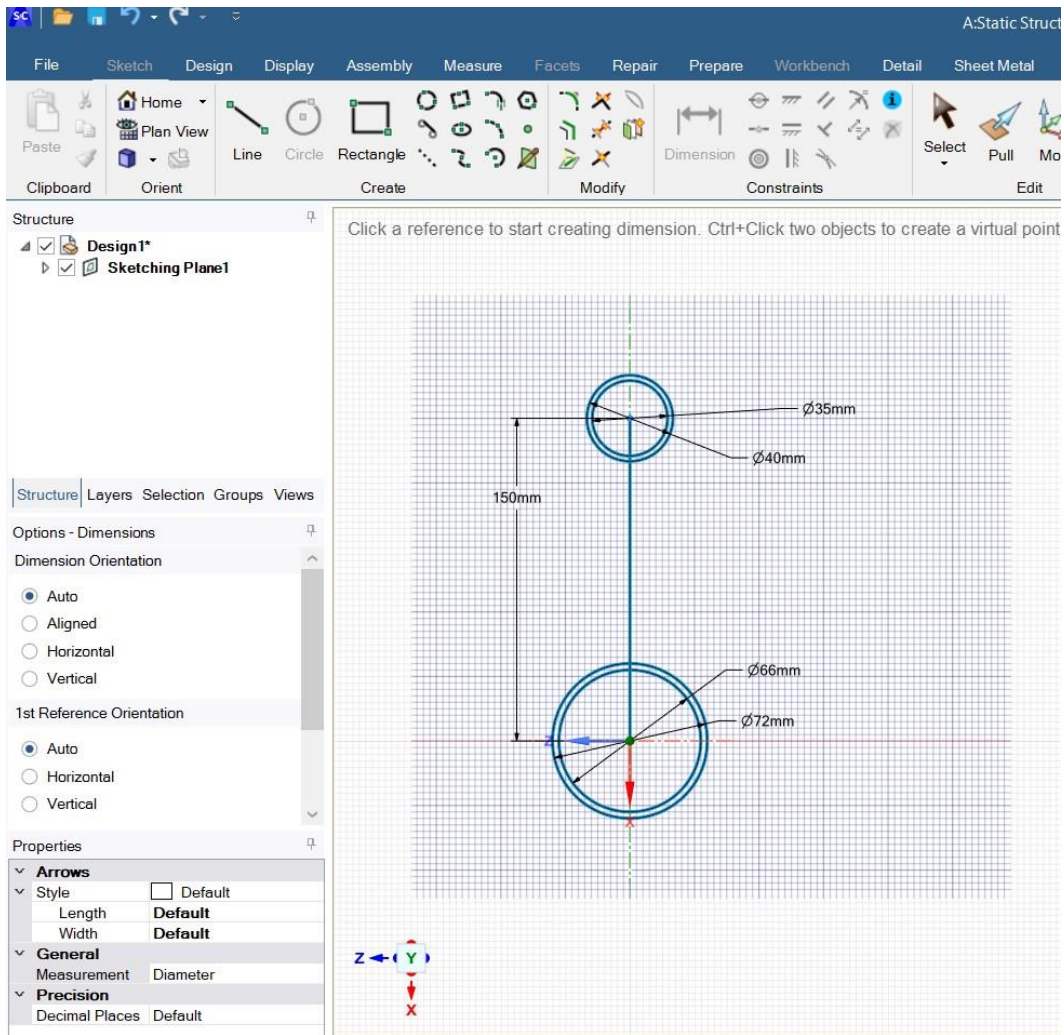 SC
A:Static Struct
File Sketch Design Display Assembly Measure Facets Repair Prepare Workbench Detail Sheet Metal
Paste
Home
Plan View
Line Circle Rectangle
Dimension
Select Pull Mo
Clipboard Orient Create Modify Constraints Edit
Structure
Design1*
Sketching Plane1
Structure Layers Selection Groups Views
Options - Dimensions
Dimension Orientation
Auto
Aligned
Horizontal
Vertical
1st Reference Orientation
Auto
Horizontal
Vertical
Properties
Arrows
Style Default
Length Default
Width Default
General
Measurement Diameter
Precision
Decimal Places Default
Click a reference to start creating dimension. Ctrl+Click two objects to create a virtual point
Ø35mm
Ø40mm
150mm
Ø66mm
Ø72mm
Z
X
Z Y
X